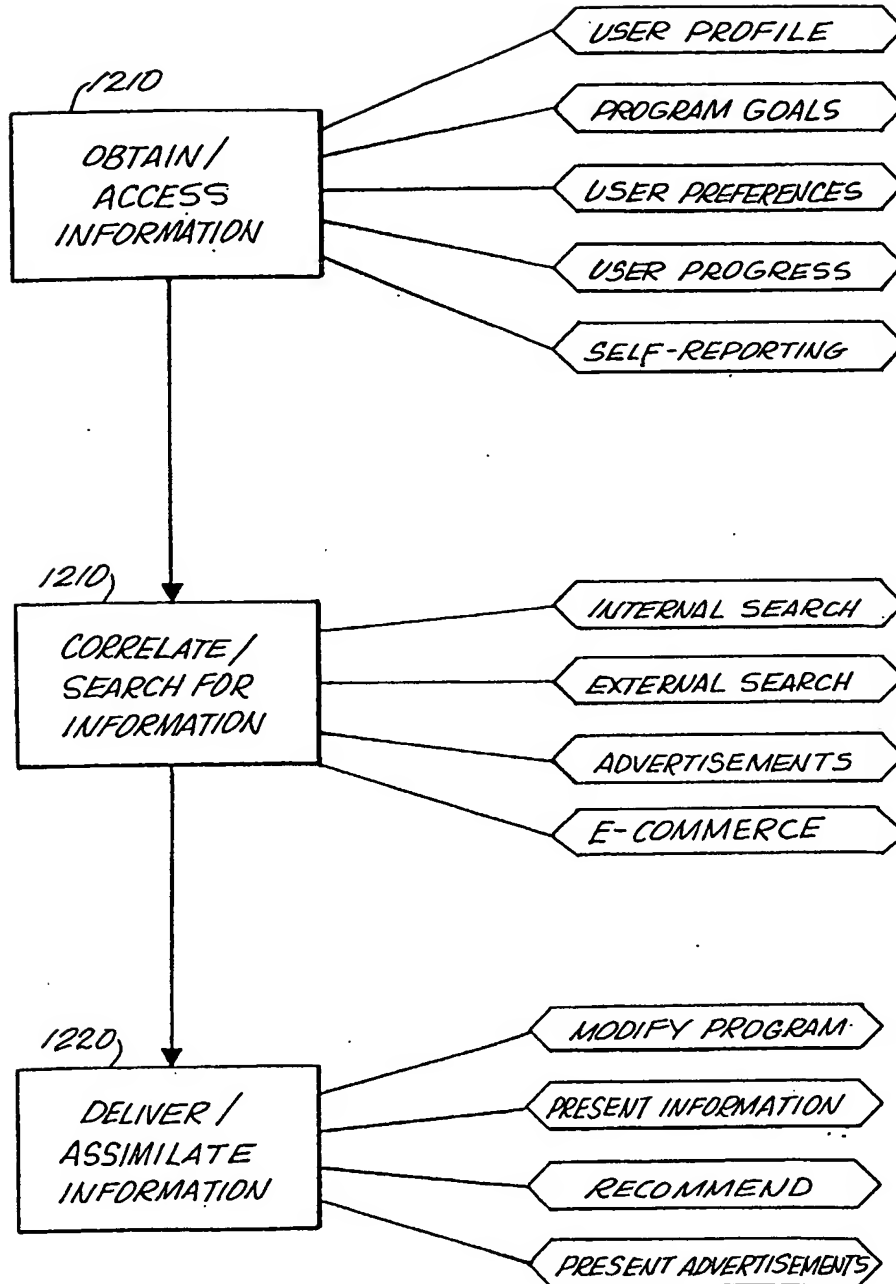 1210
OBTAIN/
ACCESS
INFORMATION
USER PROFILE
PROGRAM GOALS
USER PREFERENCES
USER PROGRESS
SELF-REPORTING
1210
CORRELATE/
SEARCH FOR
INFORMATION
INTERNAL SEARCH
EXTERNAL SEARCH
ADVERTISEMENTS
E-COMMERCE
1220
DELIVER/
ASSIMILATE
INFORMATION
MODIFY PROGRAM
PRESENT INFORMATION
RECOMMEND
PRESENT ADVERTISEMENTS